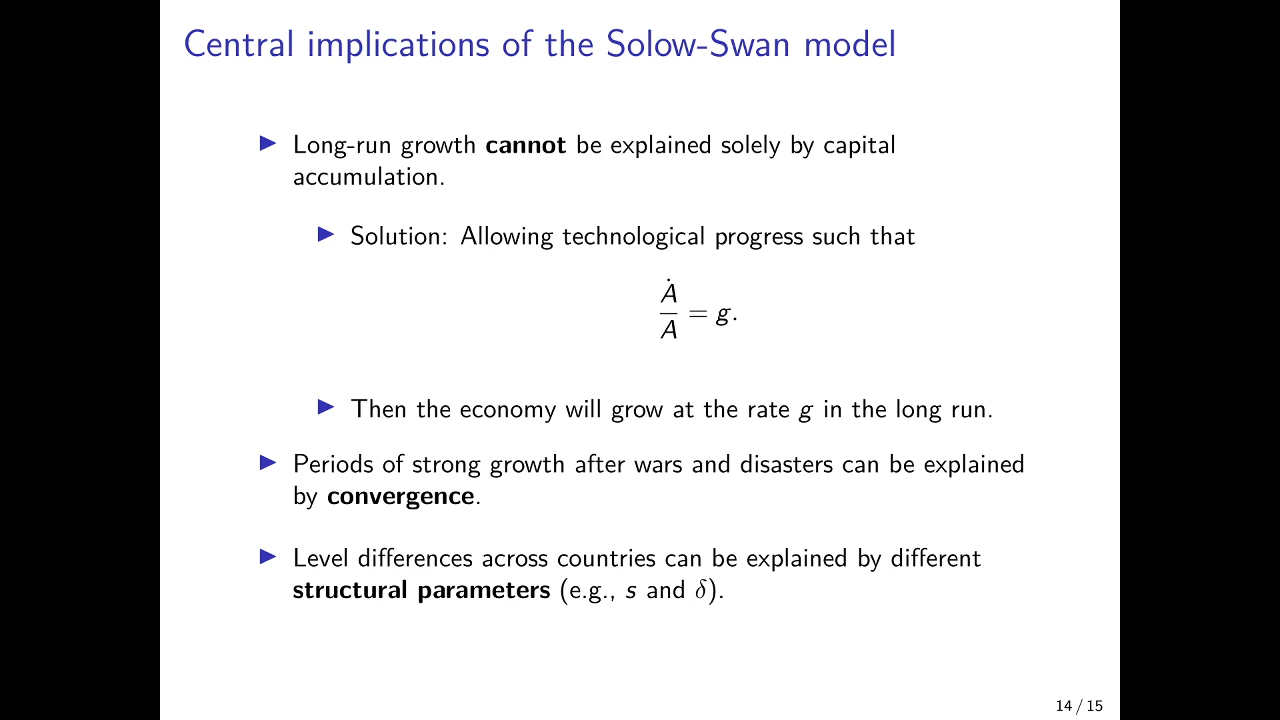 Central implications of the Solow-Swan model
▶ Long-run growth cannot be explained solely by capital
accumulation.
▶ Solution: Allowing technological progress such that
Ȧ
A = g.
▶ Then the economy will grow at the rate g in the long run.
▶ Periods of strong growth after wars and disasters can be explained
by convergence.
▶ Level differences across countries can be explained by different
structural parameters (e.g., s and δ).
14 / 15